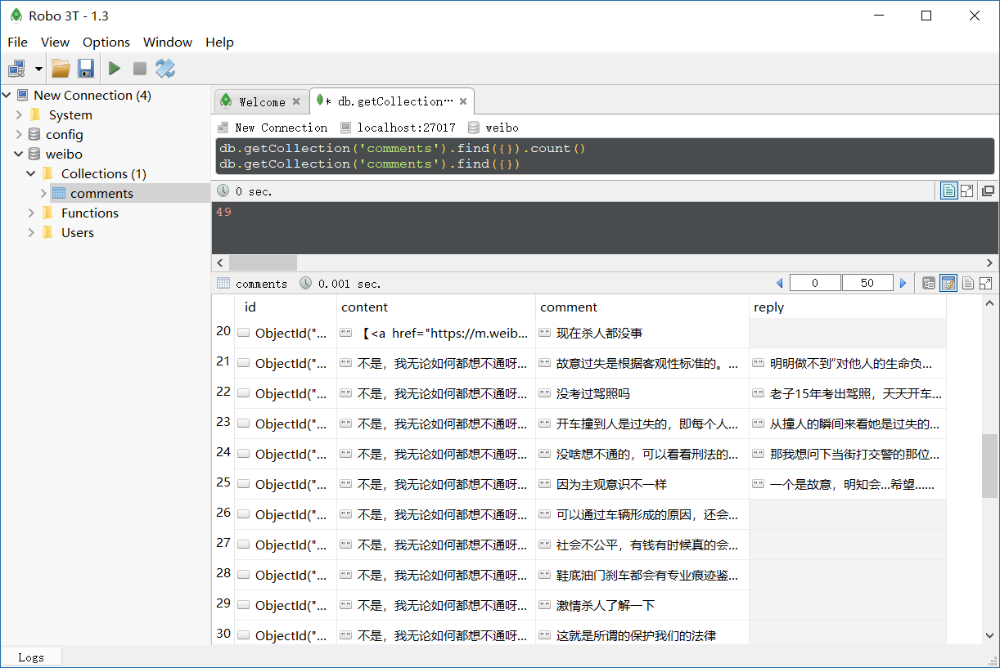 Robo 3T - 1.3
File View Options Window Help
New Connection (4)
System
config
weibo
Collections (1)
comments
Functions
Users
Welcome
* db.getCollection⋯
New Connection localhost:27017 weibo
db.getCollection('comments').find({}).count()
db.getCollection('comments').find({})
0 sec.
49
comments 0.001 sec. 0 50
id content comment reply
20 ObjectId("... "" 【<a href="https://m.weib... "" 现在杀人都没事
21 ObjectId("... "" 不是，我无论如何都想不通呀... "" 故意过失是根据客观性标准的。... "" 明明做不到“对他人的生命负...
22 ObjectId("... "" 不是，我无论如何都想不通呀... "" 没考过驾照吗 "" 老子15年考出驾照，天天开车...
23 ObjectId("... "" 不是，我无论如何都想不通呀... "" 开车撞到人是过失的，即每个人... "" 从撞人的瞬间来看她是过失的...
24 ObjectId("... "" 不是，我无论如何都想不通呀... "" 没啥想不通的，可以看看刑法的... "" 那我想问下当街打交警的那位...
25 ObjectId("... "" 不是，我无论如何都想不通呀... "" 因为主观意识不一样 "" 一个是故意，明知会...希望......
26 ObjectId("... "" 不是，我无论如何都想不通呀... "" 可以通过车辆形成的原因，还会...
27 ObjectId("... "" 不是，我无论如何都想不通呀... "" 社会不公平，有钱有时候真的会...
28 ObjectId("... "" 不是，我无论如何都想不通呀... "" 鞋底油门刹车都会有专业痕迹鉴...
29 ObjectId("... "" 不是，我无论如何都想不通呀... "" 激情杀人了解一下
30 ObjectId("... "" 不是，我无论如何都想不通呀... "" 这就是所谓的保护我们的法律
Logs